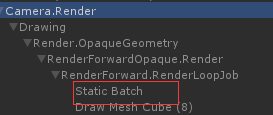 Camera.Render
Drawing
Render.OpaqueGeometry
RenderForwardOpaque.Render
RenderForward.RenderLoopJob
Static Batch
Draw Mesh Cube (8)